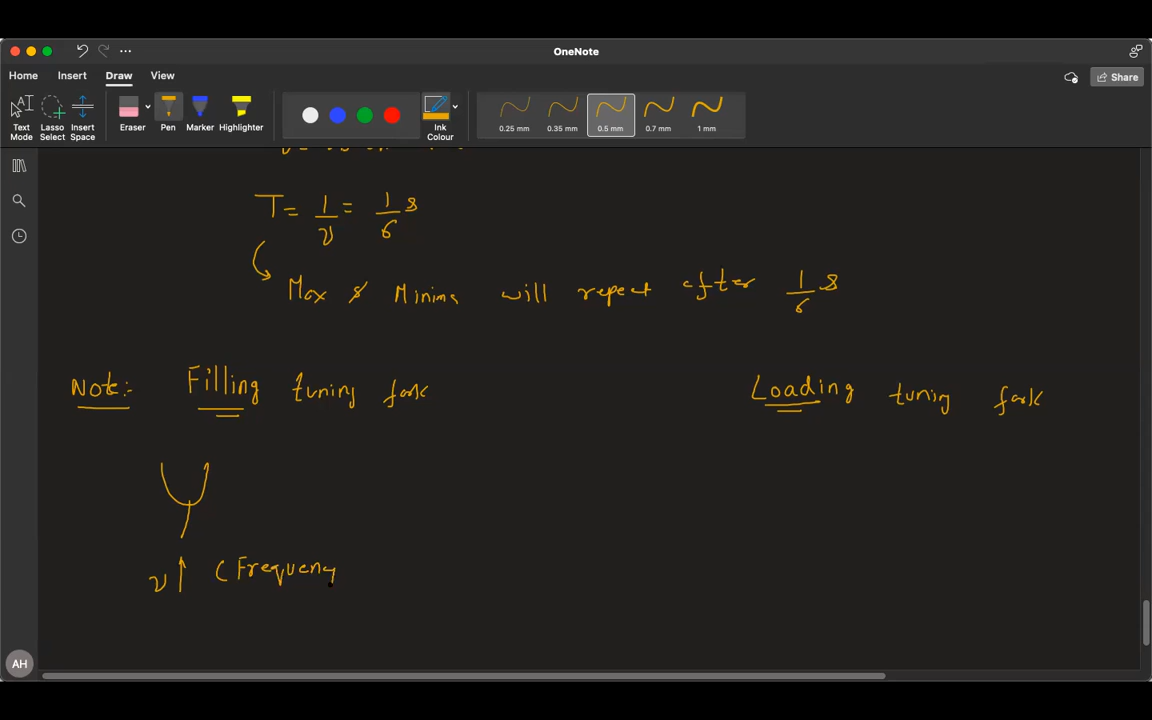 OneNote
Home Insert Draw View
Share
Text Mode
Lasso Select
Insert Space
Eraser
Pen
Marker
Highlighter
Ink Colour
0.25 mm
0.35 mm
0.5 mm
0.7 mm
1 mm
T = 1/ν = 1/6 s
Max & Minima will repeat after 1/6 s
Note:- Filling tuning fork
Loading tuning fork
ν↑ (Frequency
AH